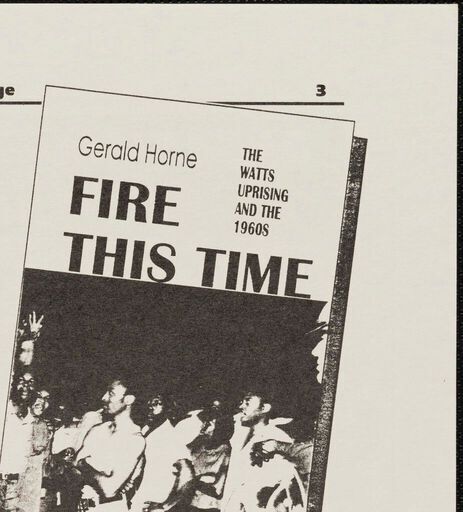 ge 3
Gerald Horne
THE
WATTS
UPRISING
AND THE
1960S
FIRE
THIS TIME